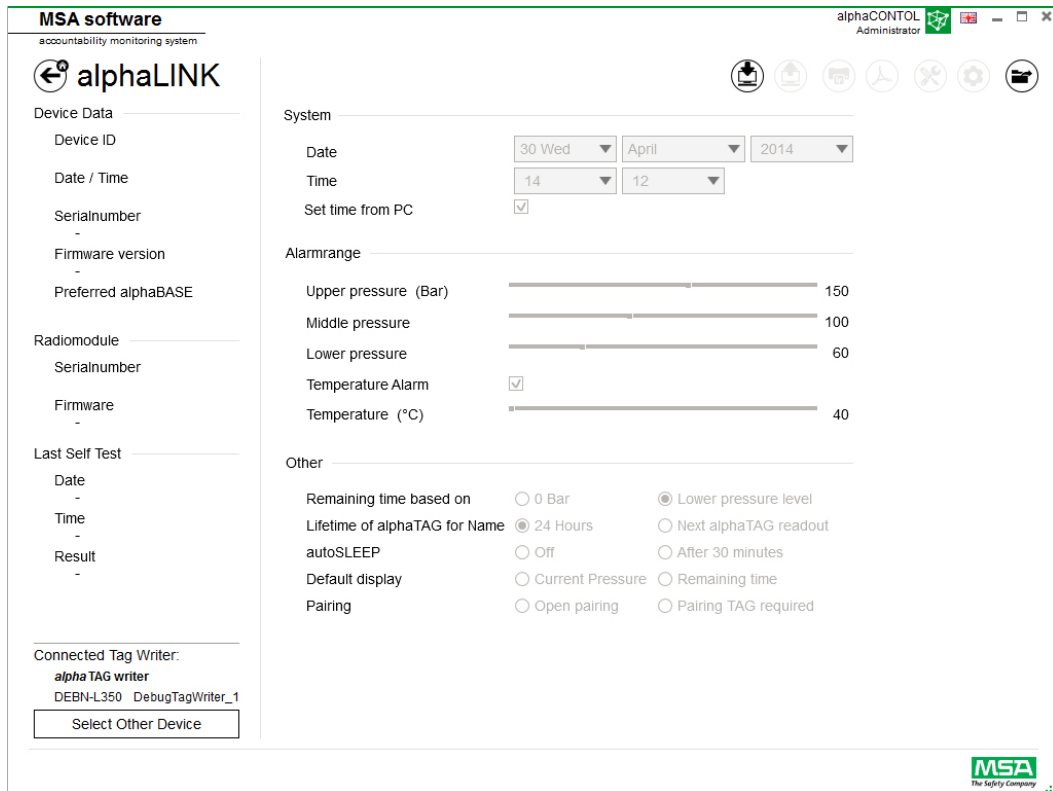 MSA software
accountability monitoring system
alphaCONTOL
Administrator
alphaLINK
Device Data
Device ID
Date / Time
Serialnumber
-
Firmware version
-
Preferred alphaBASE
Radiomodule
Serialnumber
Firmware
-
Last Self Test
Date
-
Time
-
Result
-
Connected Tag Writer:
alpha TAG writer
DEBN-L350 DebugTagWriter_1
Select Other Device
System
Date 30 Wed April 2014
Time 14 12
Set time from PC
Alarmrange
Upper pressure (Bar) 150
Middle pressure 100
Lower pressure 60
Temperature Alarm
Temperature (°C) 40
Other
Remaining time based on 0 Bar Lower pressure level
Lifetime of alphaTAG for Name 24 Hours Next alphaTAG readout
autoSLEEP Off After 30 minutes
Default display Current Pressure Remaining time
Pairing Open pairing Pairing TAG required
MSA
The Safety Company